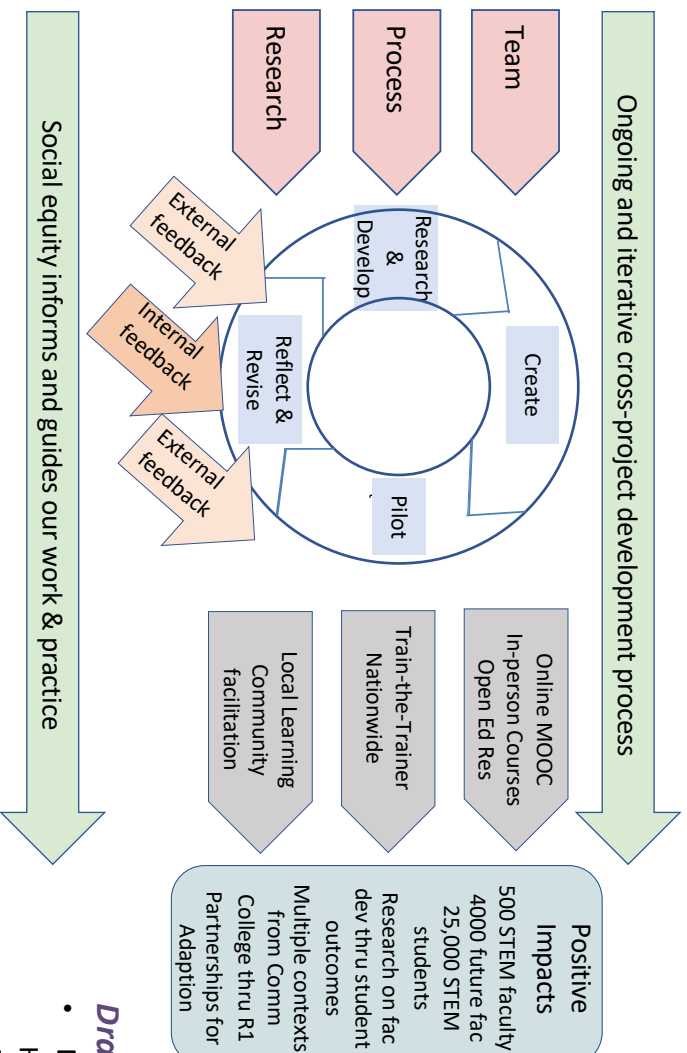 Ongoing and iterative cross-project development process
Team
Process
Research
Create
Research
&
Develop
Pilot
Reflect &
Revise
External
feedback
Internal
feedback
External
feedback
Online MOOC
In-person Courses
Open Ed Res
Train-the-Trainer
Nationwide
Local Learning
Community
facilitation
Positive
Impacts
500 STEM faculty
4000 future fac
25,000 STEM
students
Research on fac
dev thru student
outcomes
Multiple contexts
from Comm
College thru R1
Partnerships for
Adaption
Social equity informs and guides our work & practice